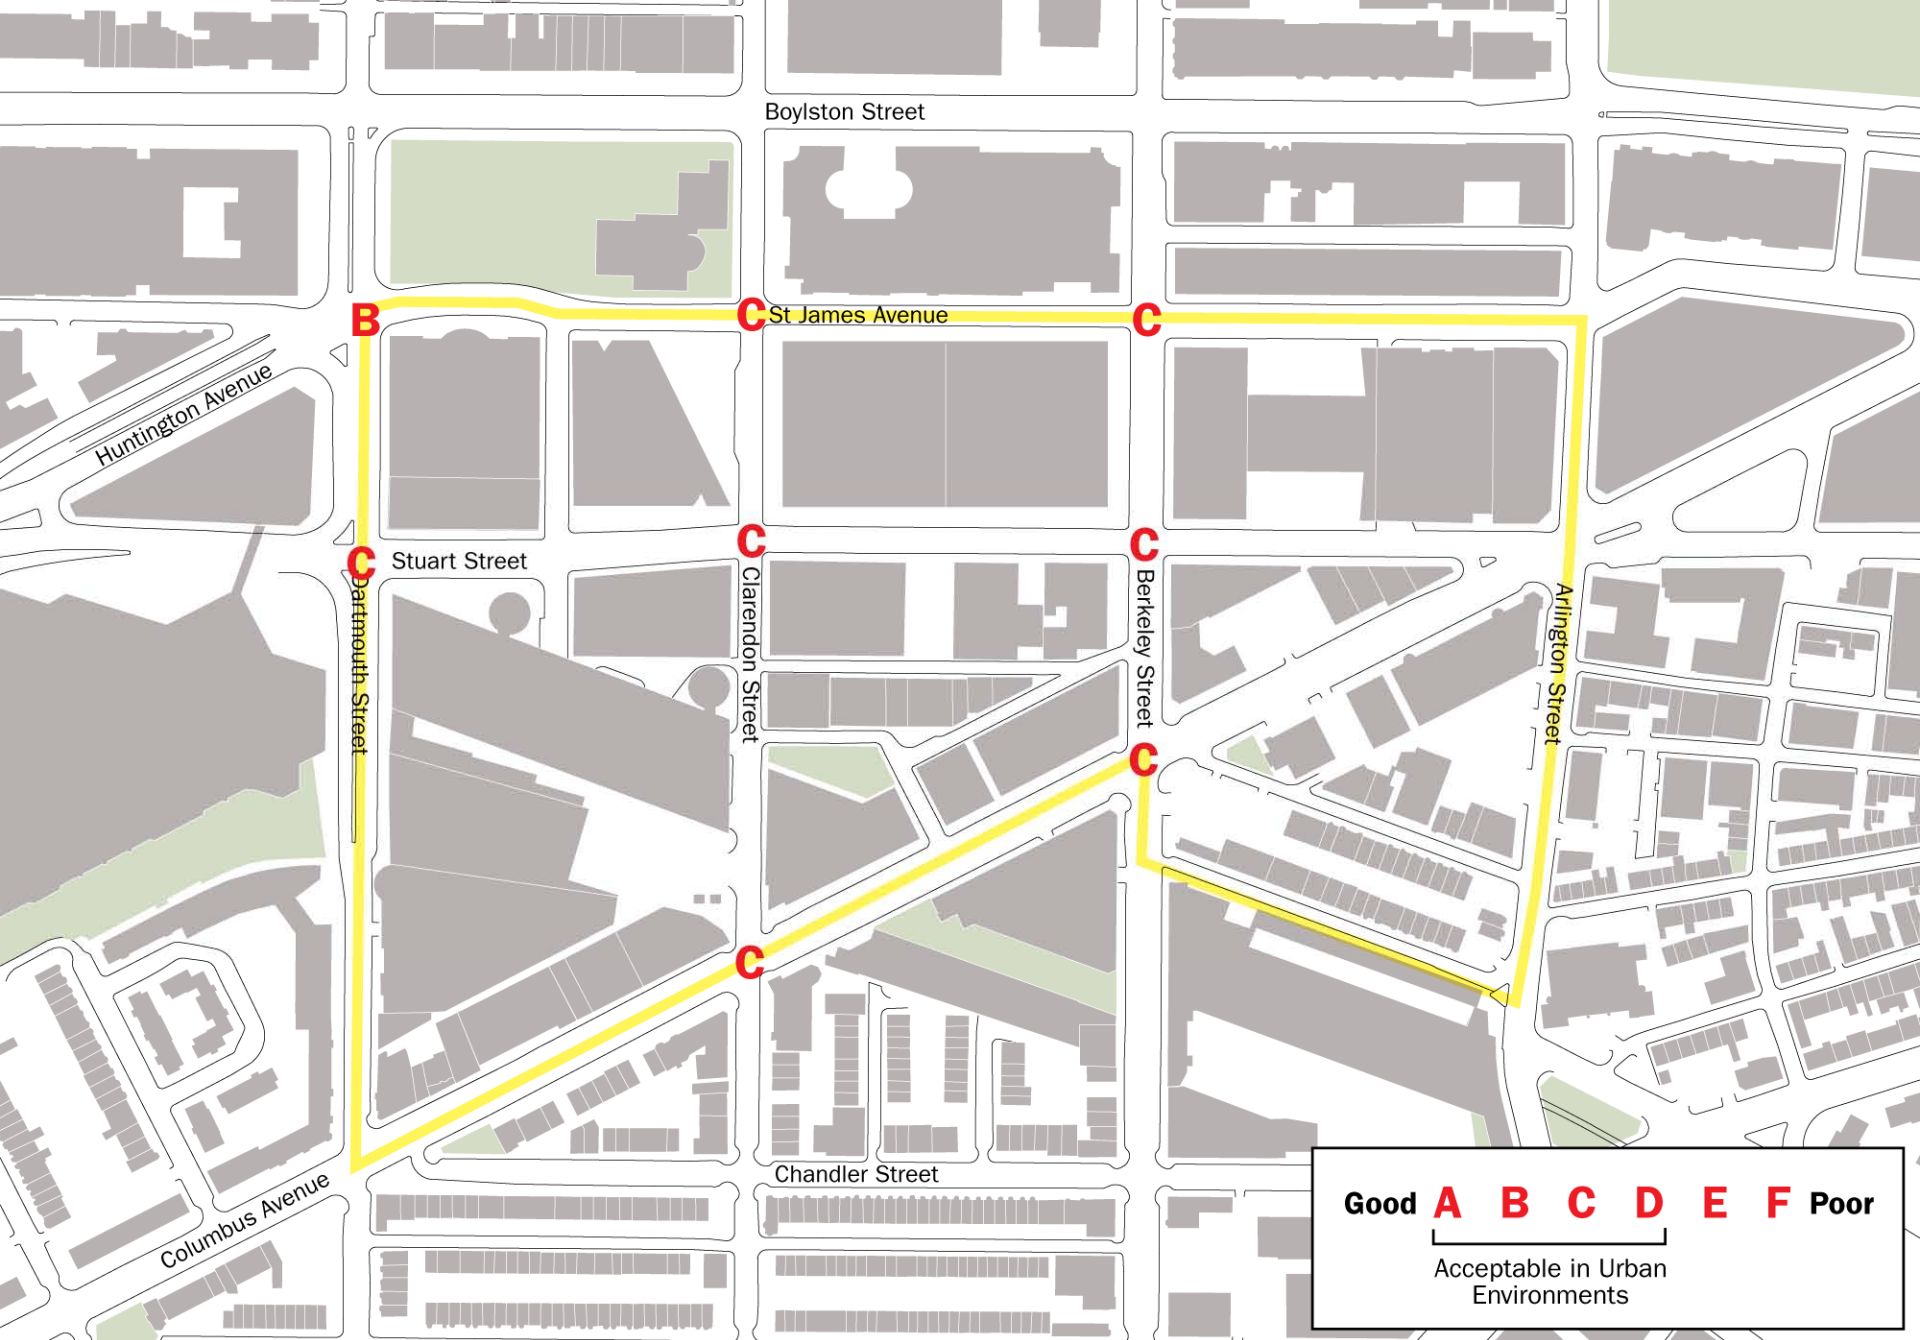 Boylston Street
B
C
St James Avenue
C
Huntington Avenue
C
Stuart Street
C
C
Dartmouth Street
Clarendon Street
Berkeley Street
Arlington Street
C
C
Chandler Street
Columbus Avenue
Good A B C D E F Poor
Acceptable in Urban
Environments